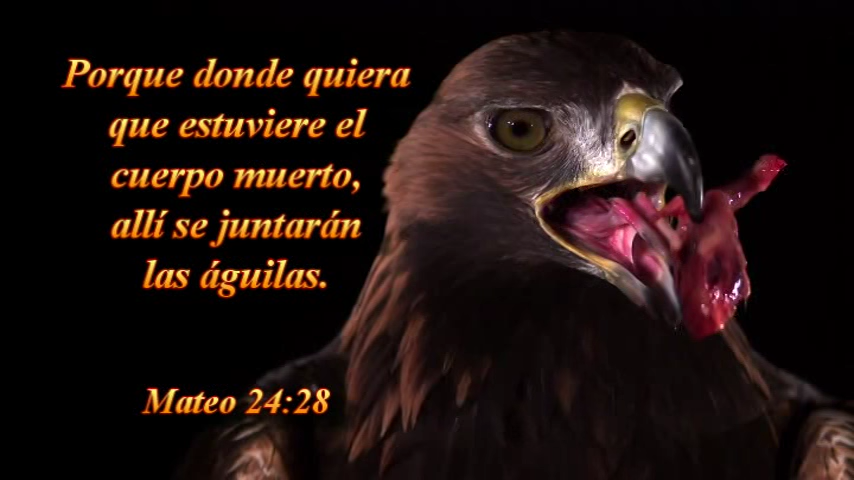 Porque donde quiera
que estuviere el
cuerpo muerto,
allí se juntarán
las águilas.
Mateo 24:28